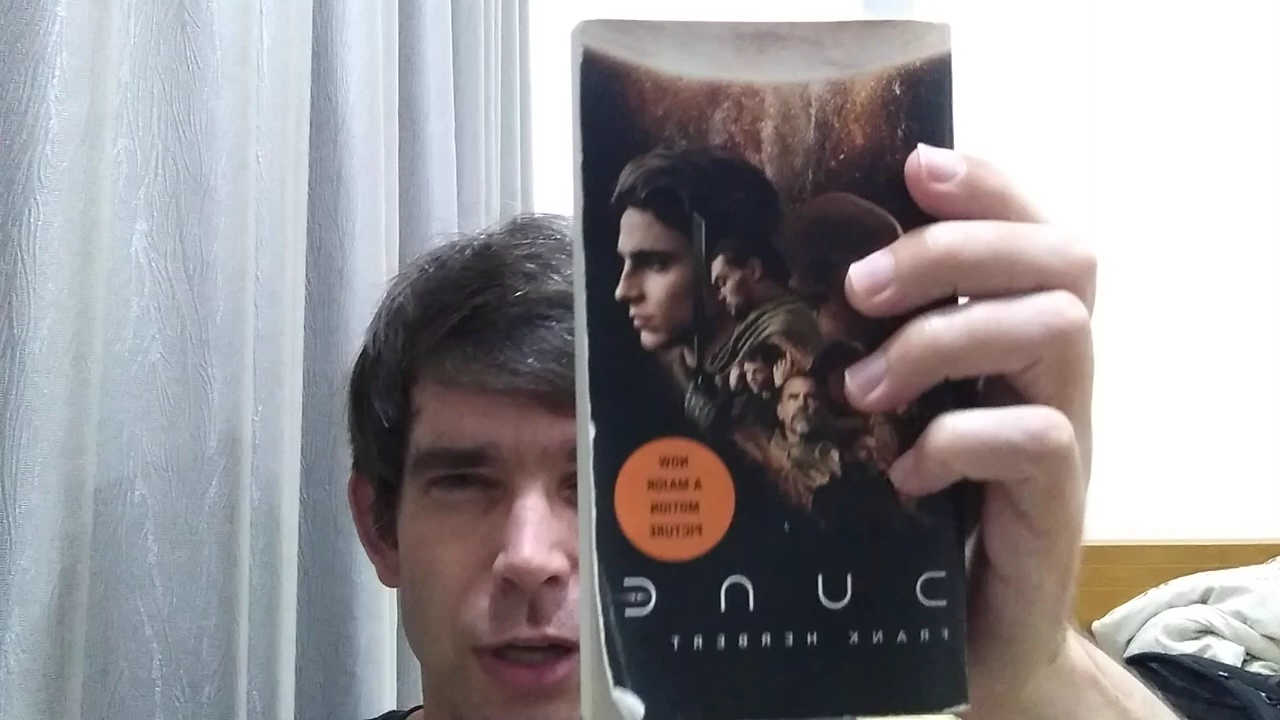 NOW
A MAJOR
MOTION
PICTURE
DUNE
FRANK HERBERT